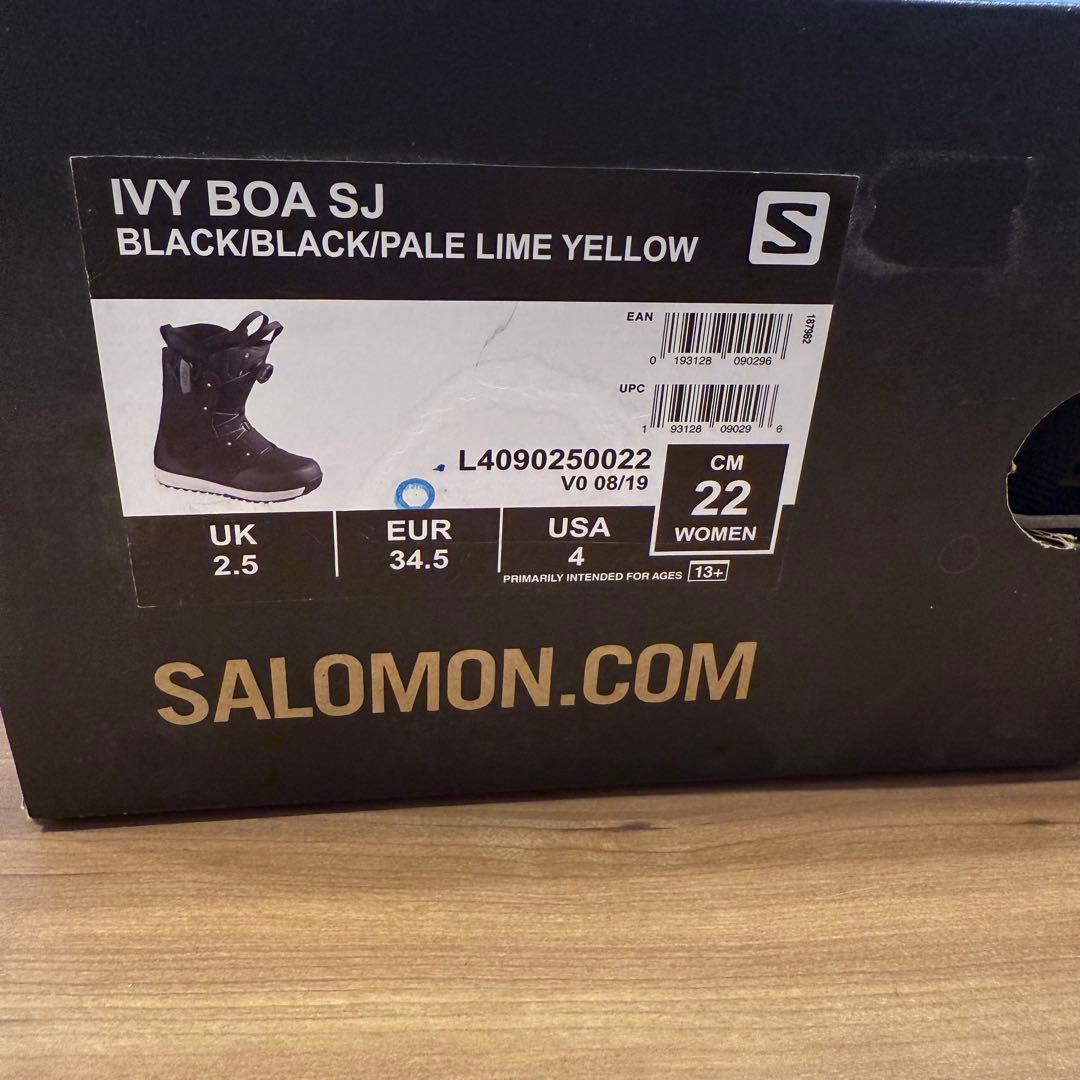 IVY BOA SJ
BLACK/BLACK/PALE LIME YELLOW
S
EAN
0 193128 090296
187962
UPC
1 93128 09029 6
L4090250022
V0 08/19
CM
22
WOMEN
UK
2.5
EUR
34.5
USA
4
PRIMARILY INTENDED FOR AGES 13+
SALOMON.COM